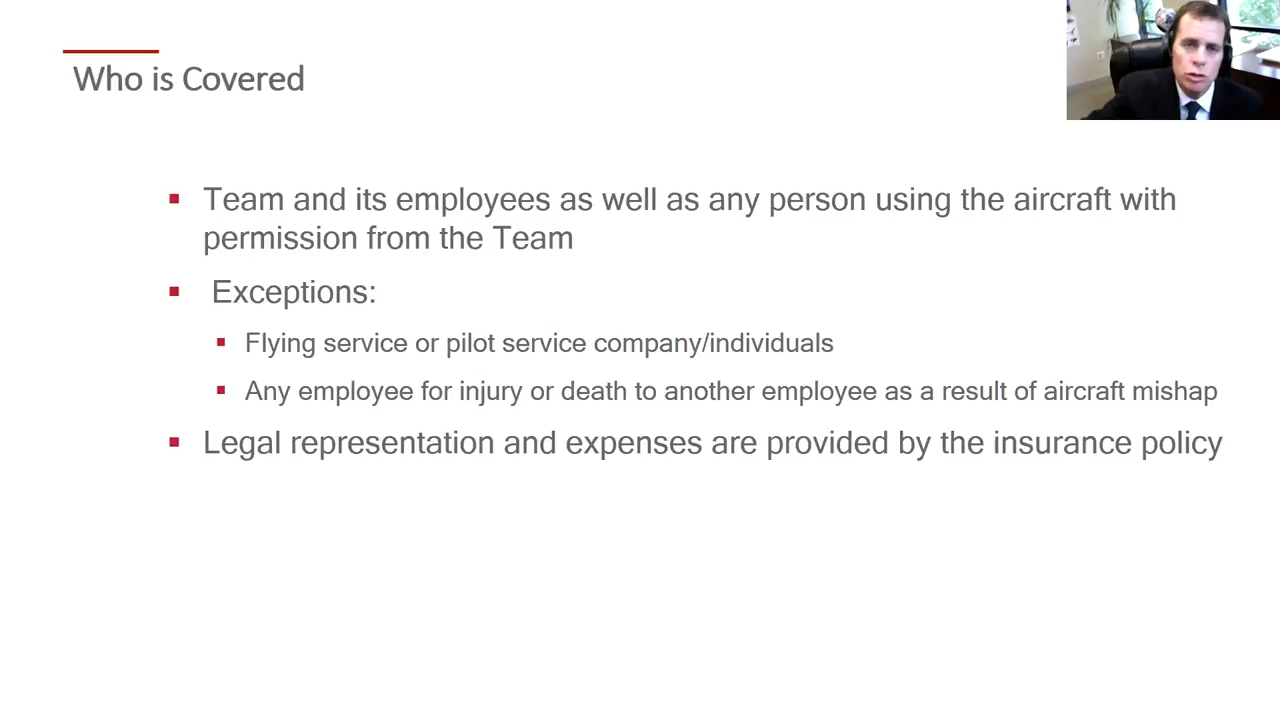 Who is Covered
▪ Team and its employees as well as any person using the aircraft with
permission from the Team
▪ Exceptions:
▪ Flying service or pilot service company/individuals
▪ Any employee for injury or death to another employee as a result of aircraft mishap
▪ Legal representation and expenses are provided by the insurance policy